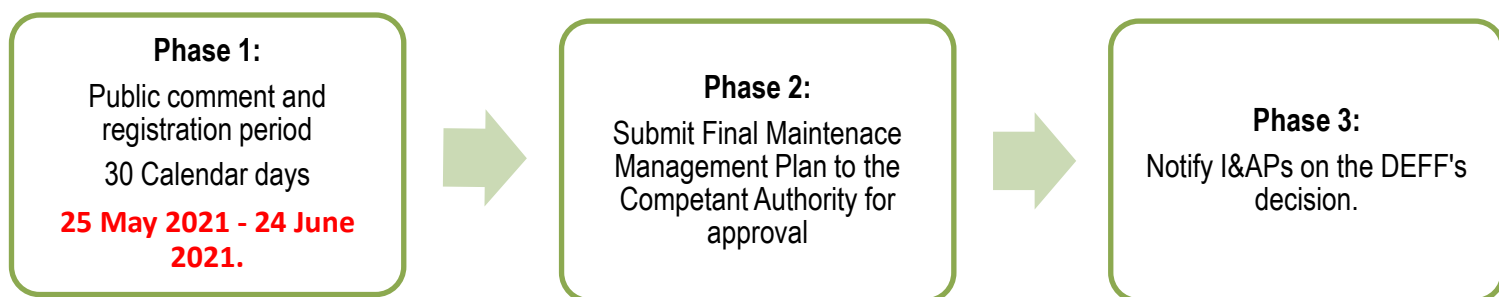 Phase 1:
Public comment and
registration period
30 Calendar days
25 May 2021 - 24 June
2021.
Phase 2:
Submit Final Maintenace
Management Plan to the
Competant Authority for
approval
Phase 3:
Notify I&APs on the DEFF's
decision.